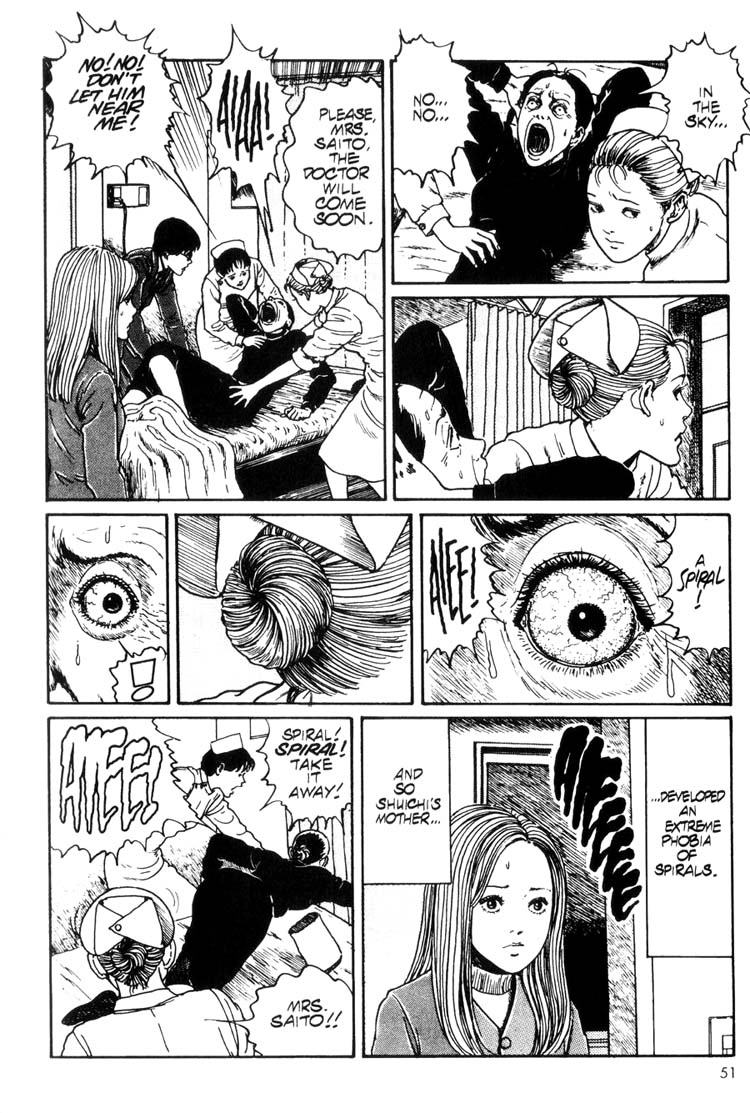 NO! NO!
DON'T
LET HIM
NEAR
ME!
AIAA!
PLEASE,
MRS.
SAITO,
THE
DOCTOR
WILL
COME
SOON.
NO...
NO...
IN
THE
SKY...
!
AIEE!
A
SPIRAL!
AIEE!
SPIRAL!
SPIRAL!
TAKE
IT
AWAY!
MRS.
SAITO!!
AND
SO
SHUICHI'S
MOTHER...
AIEEEEE
...DEVELOPED
AN
EXTREME
PHOBIA
OF
SPIRALS.
51